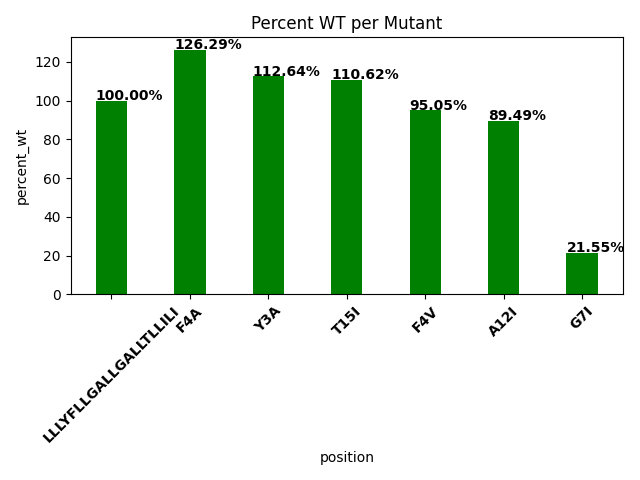 Percent WT per Mutant
percent_wt
120
100
80
60
40
20
0
100.00%
126.29%
112.64%
110.62%
95.05%
89.49%
21.55%
LLLYFLLGALLGALLTLLILI
F4A
Y3A
T15I
F4V
A12I
G7I
position